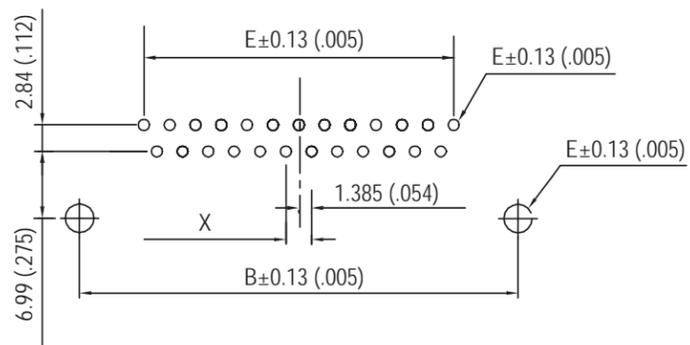 E±0.13 (.005)
2.84 (.112)
E±0.13 (.005)
E±0.13 (.005)
1.385 (.054)
X
6.99 (.275)
B±0.13 (.005)